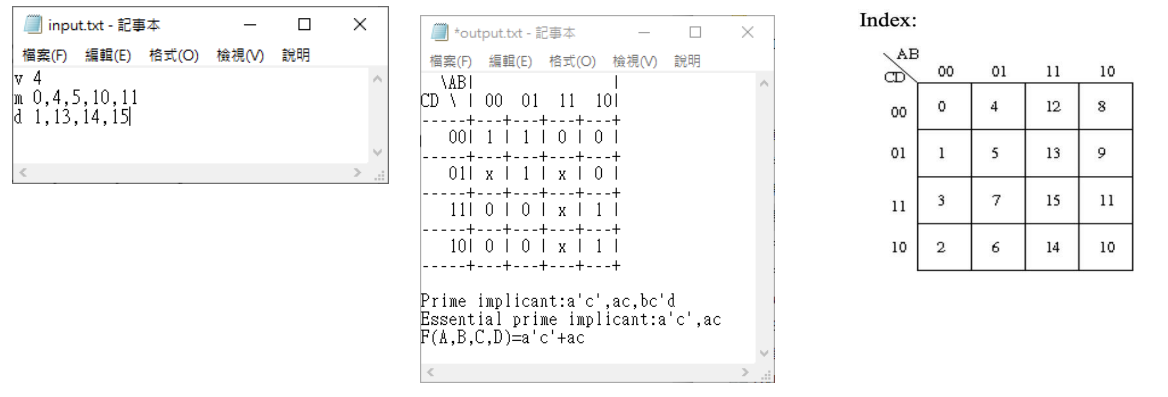 input.txt - 記事本
檔案(F) 編輯(E) 格式(O) 檢視(V) 說明
v 4
m 0,4,5,10,11
d 1,13,14,15
*output.txt - 記事本
檔案(F) 編輯(E) 格式(O) 檢視(V) 說明
\AB| |
CD \ | 00 01 11 10|
-----+---+---+---+---+
00| 1 | 1 | 0 | 0 |
-----+---+---+---+---+
01| x | 1 | x | 0 |
-----+---+---+---+---+
11| 0 | 0 | x | 1 |
-----+---+---+---+---+
10| 0 | 0 | x | 1 |
-----+---+---+---+---+
Prime implicant:a'c',ac,bc'd
Essential prime implicant:a'c',ac
F(A,B,C,D)=a'c'+ac
Index:
AB
CD 00 01 11 10
00 0 4 12 8
01 1 5 13 9
11 3 7 15 11
10 2 6 14 10